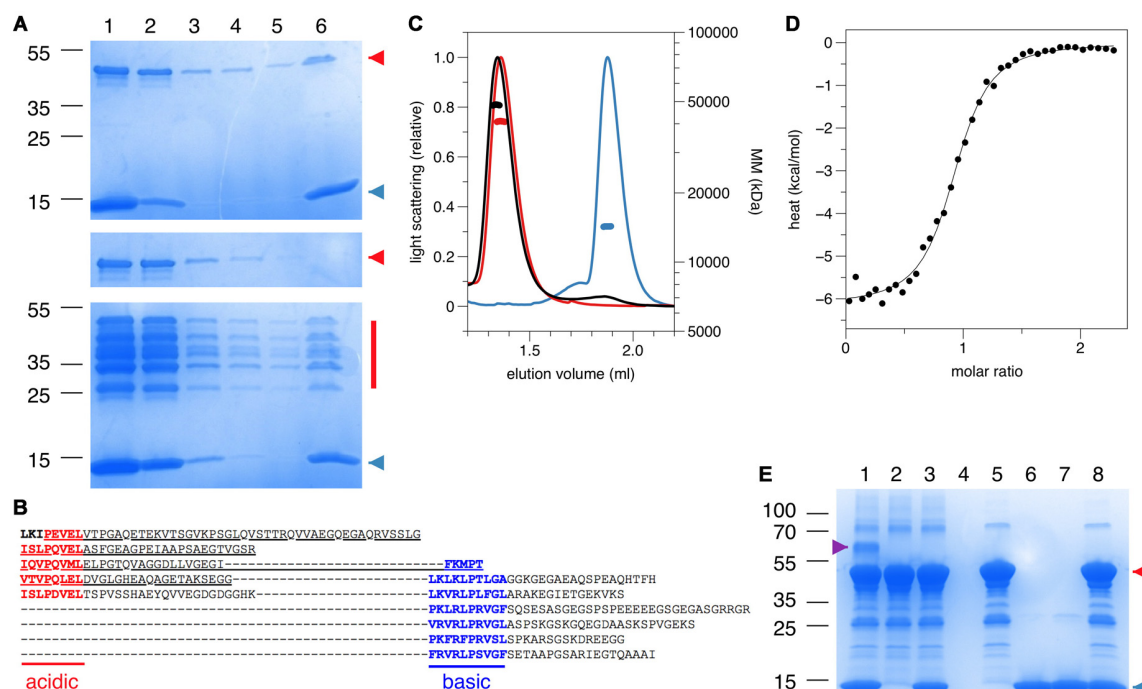 A
1 2 3 4 5 6
55
35
25
15
55
35
25
15
B
LKIPEVELVTPGAQETEKVTSGVKPSGLQVSTTRQVVAEGQEGAQRVSSLG
ISLPQVELASFGEAGPEIAAPSAEGTVGSR
IQVPQVMLELPGTQVAGGDLLVGEGI----------------------------FKMPT
VTVPQLELDVGLGHEAQAGETAKSEGG-------------------------LKLKLPTLGAGGKGEGAEAQSPEAQHTFH
ISLPDVELTSPVSSHAEYQVVEGDGDGGHK----------------------LKVRLPLFGLARAKEGIETGEKVKS
----------------------------------------------------PKLRLPRVGFSQSESASGEGSPSPEEEEEGSGEGASGRRGR
----------------------------------------------------VRVRLPRVGLASPSKGSKGQEGDAASKSPVGEKS
----------------------------------------------------PKFRFPRVSLSPKARSGSKDREEGG
----------------------------------------------------FRVRLPSVGFSETAAPGSARIEGTQAAAI
acidic
basic
C
light scattering (relative)
1.0
0.8
0.6
0.4
0.2
0
1.5 2.0
elution volume (ml)
100000
50000
20000
10000
5000
MM (kDa)
D
heat (kcal/mol)
0
−1
−2
−3
−4
−5
−6
0 1 2
molar ratio
E
1 2 3 4 5 6 7 8
100
70
55
35
25
15